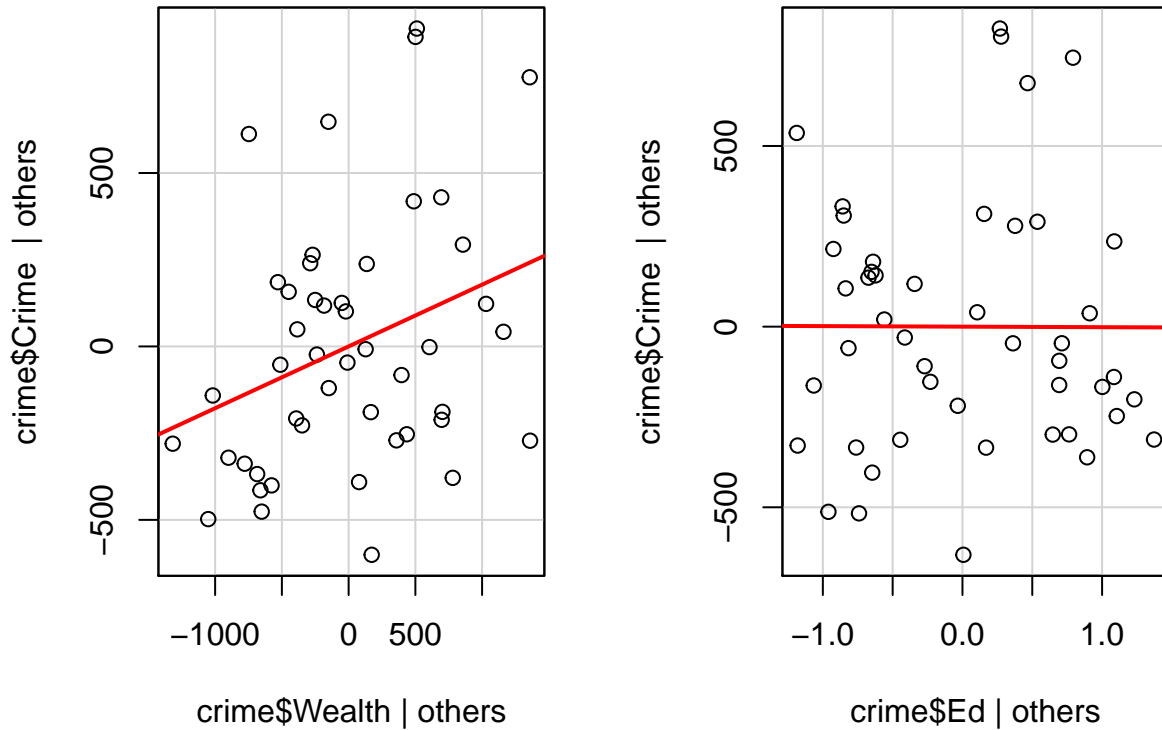 crime$Crime | others
500
0
−500
−1000 0 500
crime$Wealth | others
crime$Crime | others
500
0
−500
−1.0 0.0 1.0
crime$Ed | others